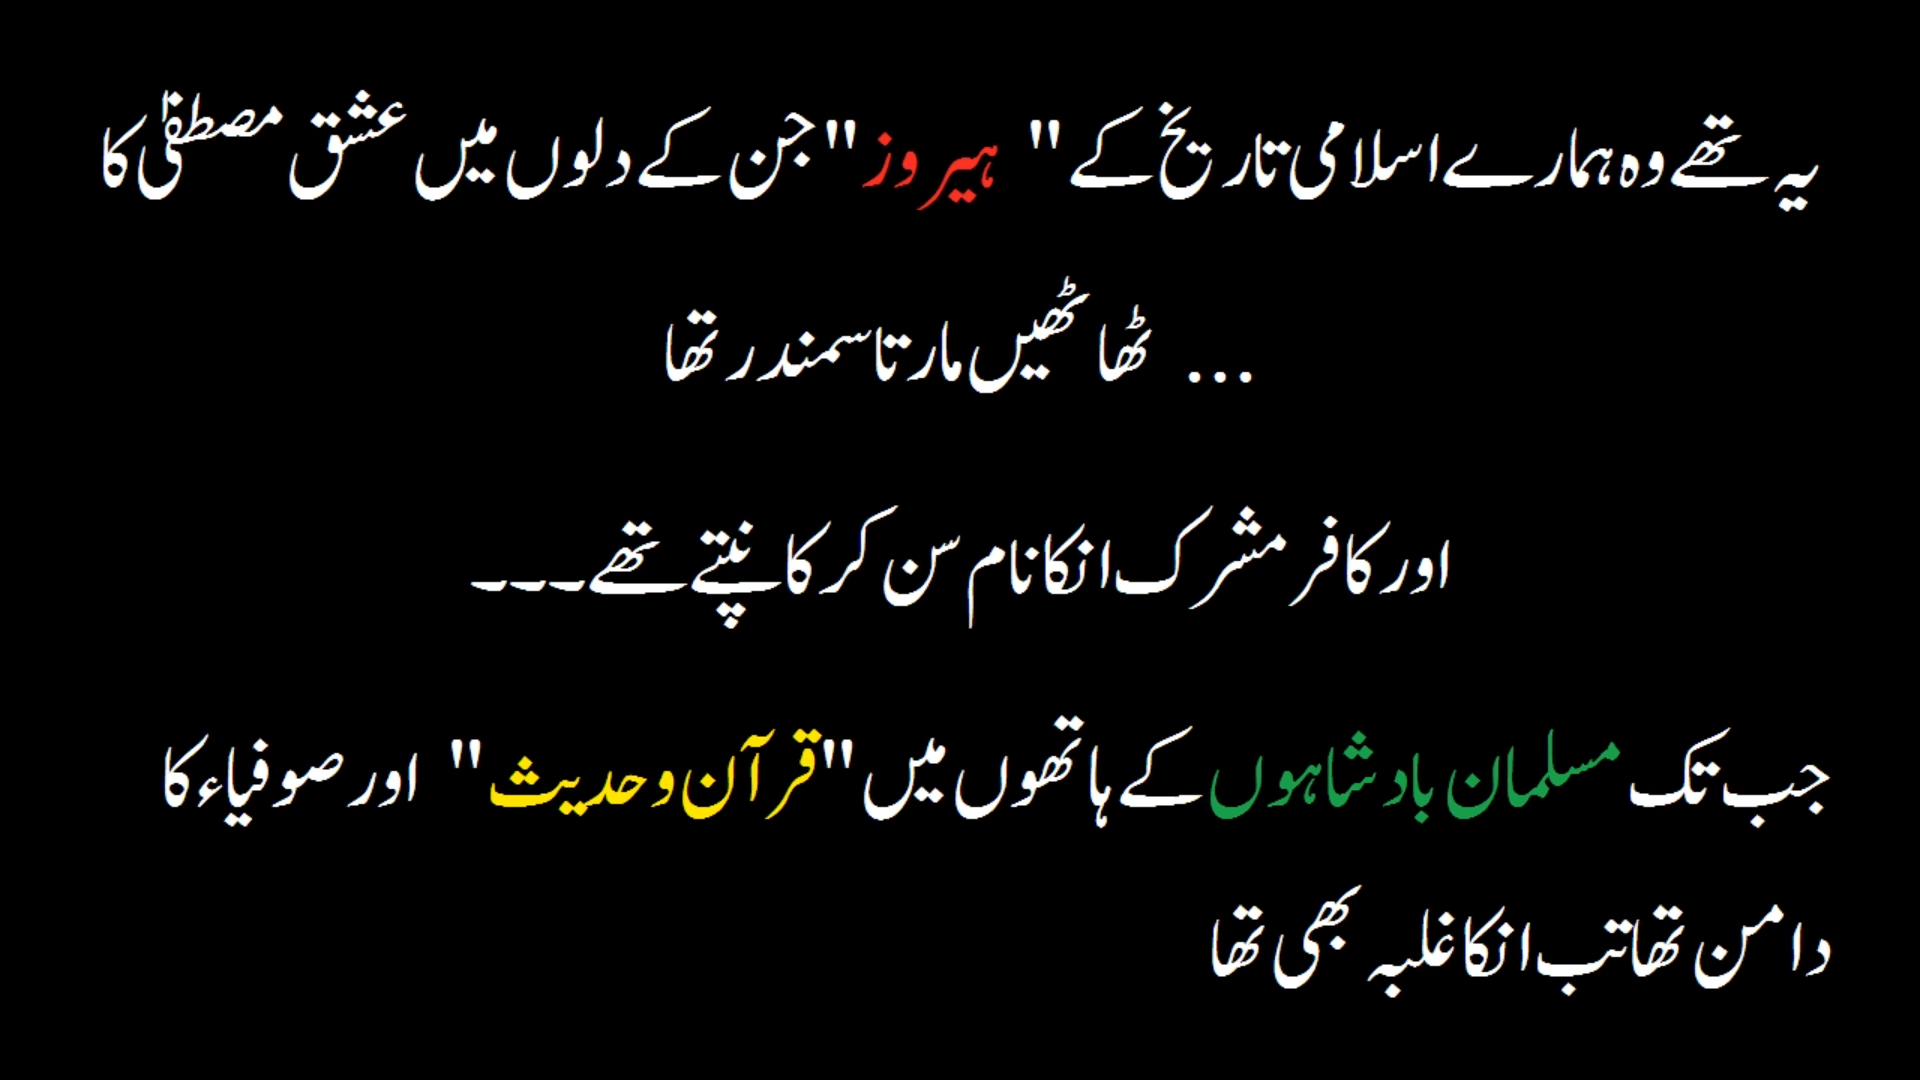 یہ تھے وہ ہمارے اسلامی تاریخ کے " ہیروز "جن کے دلوں میں عشق مصطفیٰ کا
ٹھاٹھیں مارتا سمندر تھا ...
اور کافر مشرک انکا نام سن کر کانپتے تھے۔۔۔
جب تک مسلمان بادشاہوں کے ہاتھوں میں "قرآن و حدیث" اور صوفیاء کا
دامن تھا تب انکا غلبہ بھی تھا